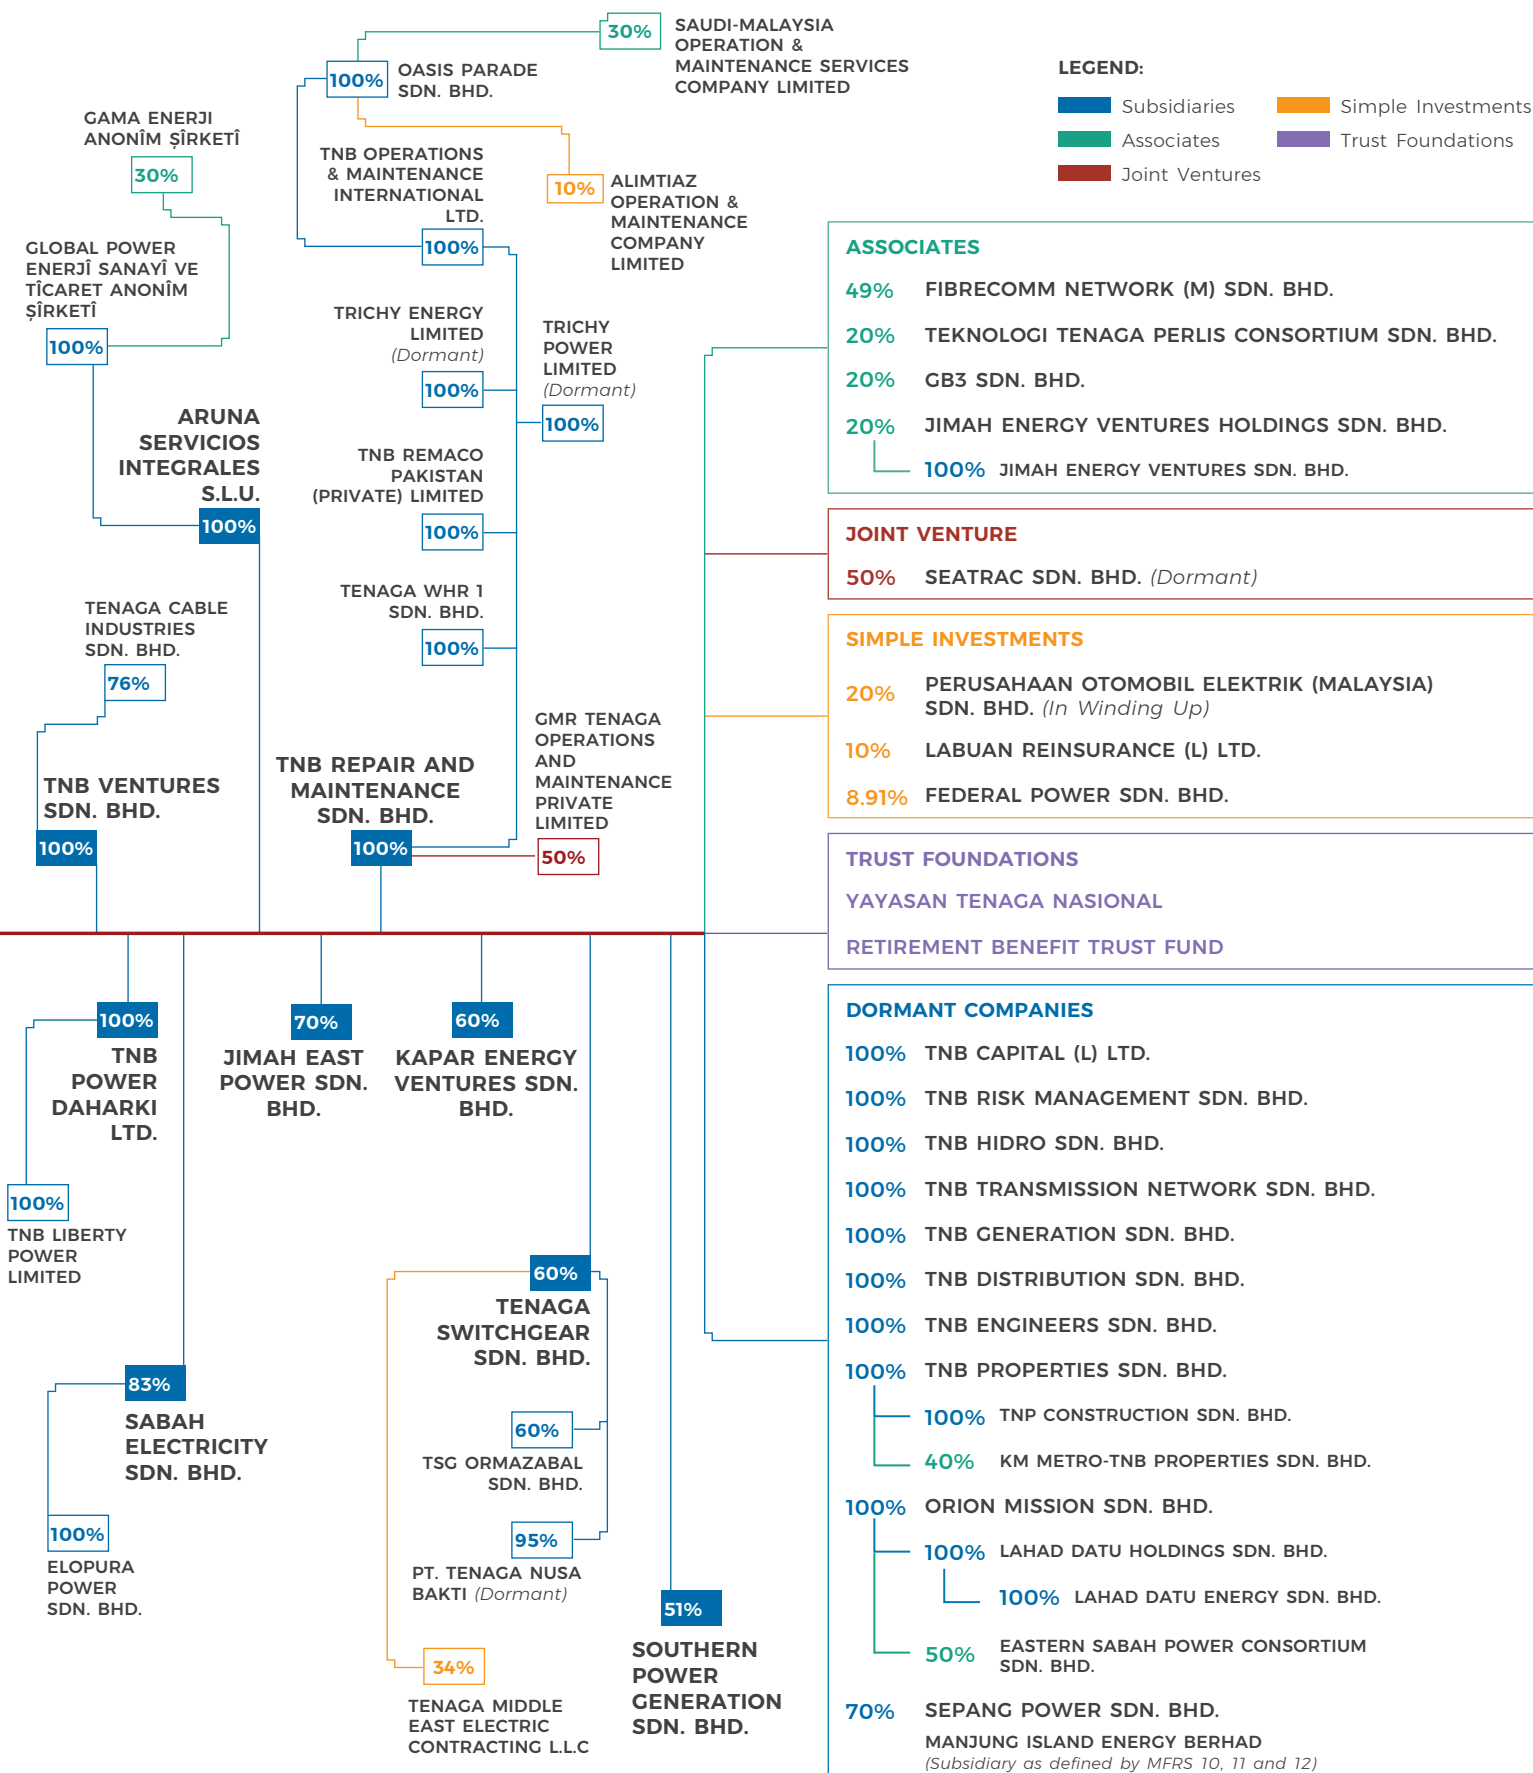 30%
SAUDI-MALAYSIA
OPERATION &
MAINTENANCE SERVICES
COMPANY LIMITED
100%
OASIS PARADE
SDN. BHD.
LEGEND:
Subsidiaries
Simple Investments
Associates
Trust Foundations
Joint Ventures
GAMA ENERJI
ANONÎM ŞÎRKETÎ
30%
TNB OPERATIONS
& MAINTENANCE
INTERNATIONAL
LTD.
100%
10%
ALIMTIAZ
OPERATION &
MAINTENANCE
COMPANY
LIMITED
GLOBAL POWER
ENERJÎ SANAYÎ VE
TÎCARET ANONÎM
ŞÎRKETÎ
100%
TRICHY ENERGY
LIMITED
(Dormant)
100%
TRICHY
POWER
LIMITED
(Dormant)
100%
ARUNA
SERVICIOS
INTEGRALES
S.L.U.
100%
TNB REMACO
PAKISTAN
(PRIVATE) LIMITED
100%
TENAGA WHR 1
SDN. BHD.
100%
TENAGA CABLE
INDUSTRIES
SDN. BHD.
76%
TNB VENTURES
SDN. BHD.
100%
TNB REPAIR AND
MAINTENANCE
SDN. BHD.
100%
GMR TENAGA
OPERATIONS
AND
MAINTENANCE
PRIVATE
LIMITED
50%
100%
TNB
POWER
DAHARKI
LTD.
70%
JIMAH EAST
POWER SDN.
BHD.
60%
KAPAR ENERGY
VENTURES SDN.
BHD.
100%
TNB LIBERTY
POWER
LIMITED
60%
TENAGA
SWITCHGEAR
SDN. BHD.
83%
SABAH
ELECTRICITY
SDN. BHD.
60%
TSG ORMAZABAL
SDN. BHD.
100%
ELOPURA
POWER
SDN. BHD.
95%
PT. TENAGA NUSA
BAKTI (Dormant)
51%
SOUTHERN
POWER
GENERATION
SDN. BHD.
34%
TENAGA MIDDLE
EAST ELECTRIC
CONTRACTING L.L.C
ASSOCIATES
49% FIBRECOMM NETWORK (M) SDN. BHD.
20% TEKNOLOGI TENAGA PERLIS CONSORTIUM SDN. BHD.
20% GB3 SDN. BHD.
20% JIMAH ENERGY VENTURES HOLDINGS SDN. BHD.
100% JIMAH ENERGY VENTURES SDN. BHD.
JOINT VENTURE
50% SEATRAC SDN. BHD. (Dormant)
SIMPLE INVESTMENTS
20% PERUSAHAAN OTOMOBIL ELEKTRIK (MALAYSIA)
SDN. BHD. (In Winding Up)
10% LABUAN REINSURANCE (L) LTD.
8.91% FEDERAL POWER SDN. BHD.
TRUST FOUNDATIONS
YAYASAN TENAGA NASIONAL
RETIREMENT BENEFIT TRUST FUND
DORMANT COMPANIES
100% TNB CAPITAL (L) LTD.
100% TNB RISK MANAGEMENT SDN. BHD.
100% TNB HIDRO SDN. BHD.
100% TNB TRANSMISSION NETWORK SDN. BHD.
100% TNB GENERATION SDN. BHD.
100% TNB DISTRIBUTION SDN. BHD.
100% TNB ENGINEERS SDN. BHD.
100% TNB PROPERTIES SDN. BHD.
100% TNP CONSTRUCTION SDN. BHD.
40% KM METRO-TNB PROPERTIES SDN. BHD.
100% ORION MISSION SDN. BHD.
100% LAHAD DATU HOLDINGS SDN. BHD.
100% LAHAD DATU ENERGY SDN. BHD.
50% EASTERN SABAH POWER CONSORTIUM
SDN. BHD.
70% SEPANG POWER SDN. BHD.
MANJUNG ISLAND ENERGY BERHAD
(Subsidiary as defined by MFRS 10, 11 and 12)